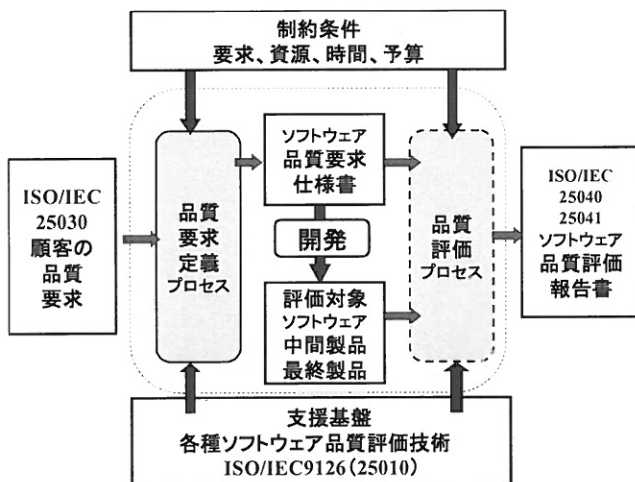 制約条件
要求、資源、時間、予算
ISO/IEC
25030
顧客の
品質
要求
品質
要求
定義
プロセス
ソフトウェア
品質要求
仕様書
開発
評価対象
ソフトウェア
中間製品
最終製品
品質
評価
プロセス
ISO/IEC
25040
25041
ソフトウェア
品質評価
報告書
支援基盤
各種ソフトウェア品質評価技術
ISO/IEC9126(25010)